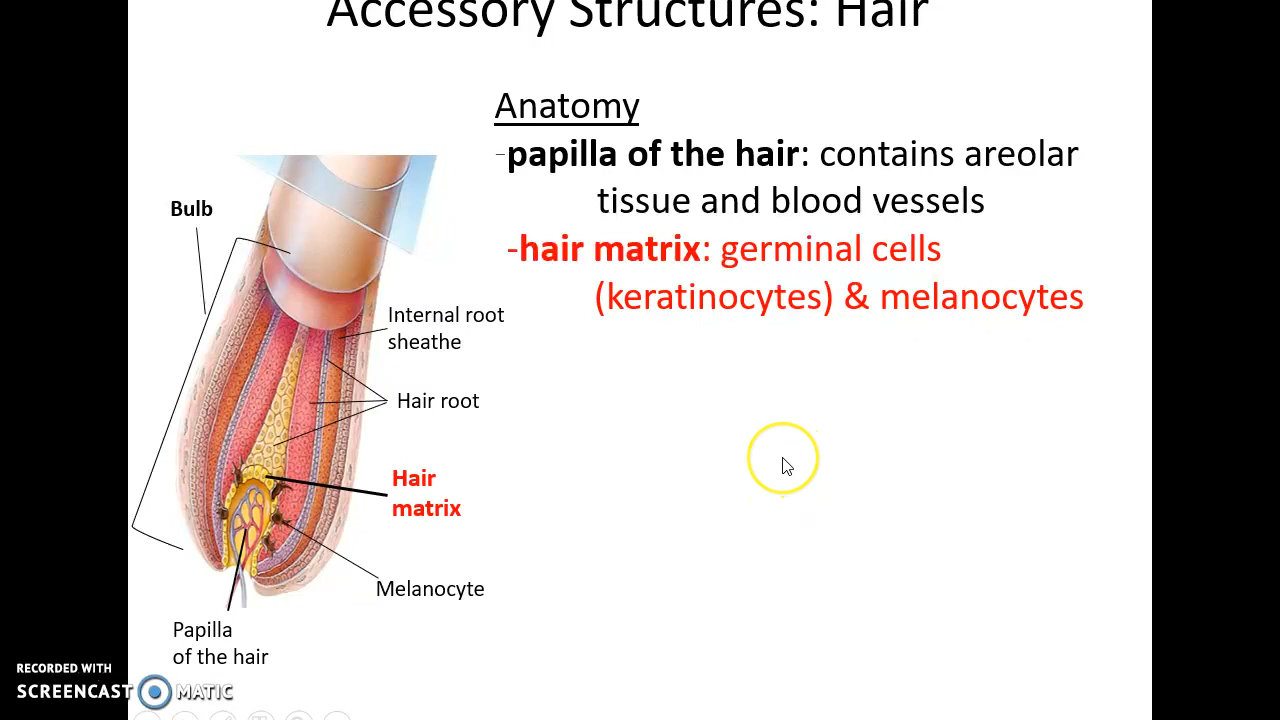 Accessory Structures: Hair
Anatomy
-papilla of the hair: contains areolar
tissue and blood vessels
-hair matrix: germinal cells
(keratinocytes) & melanocytes
Bulb
Internal root
sheathe
Hair root
Hair
matrix
Melanocyte
Papilla
of the hair
RECORDED WITH
SCREENCAST MATIC